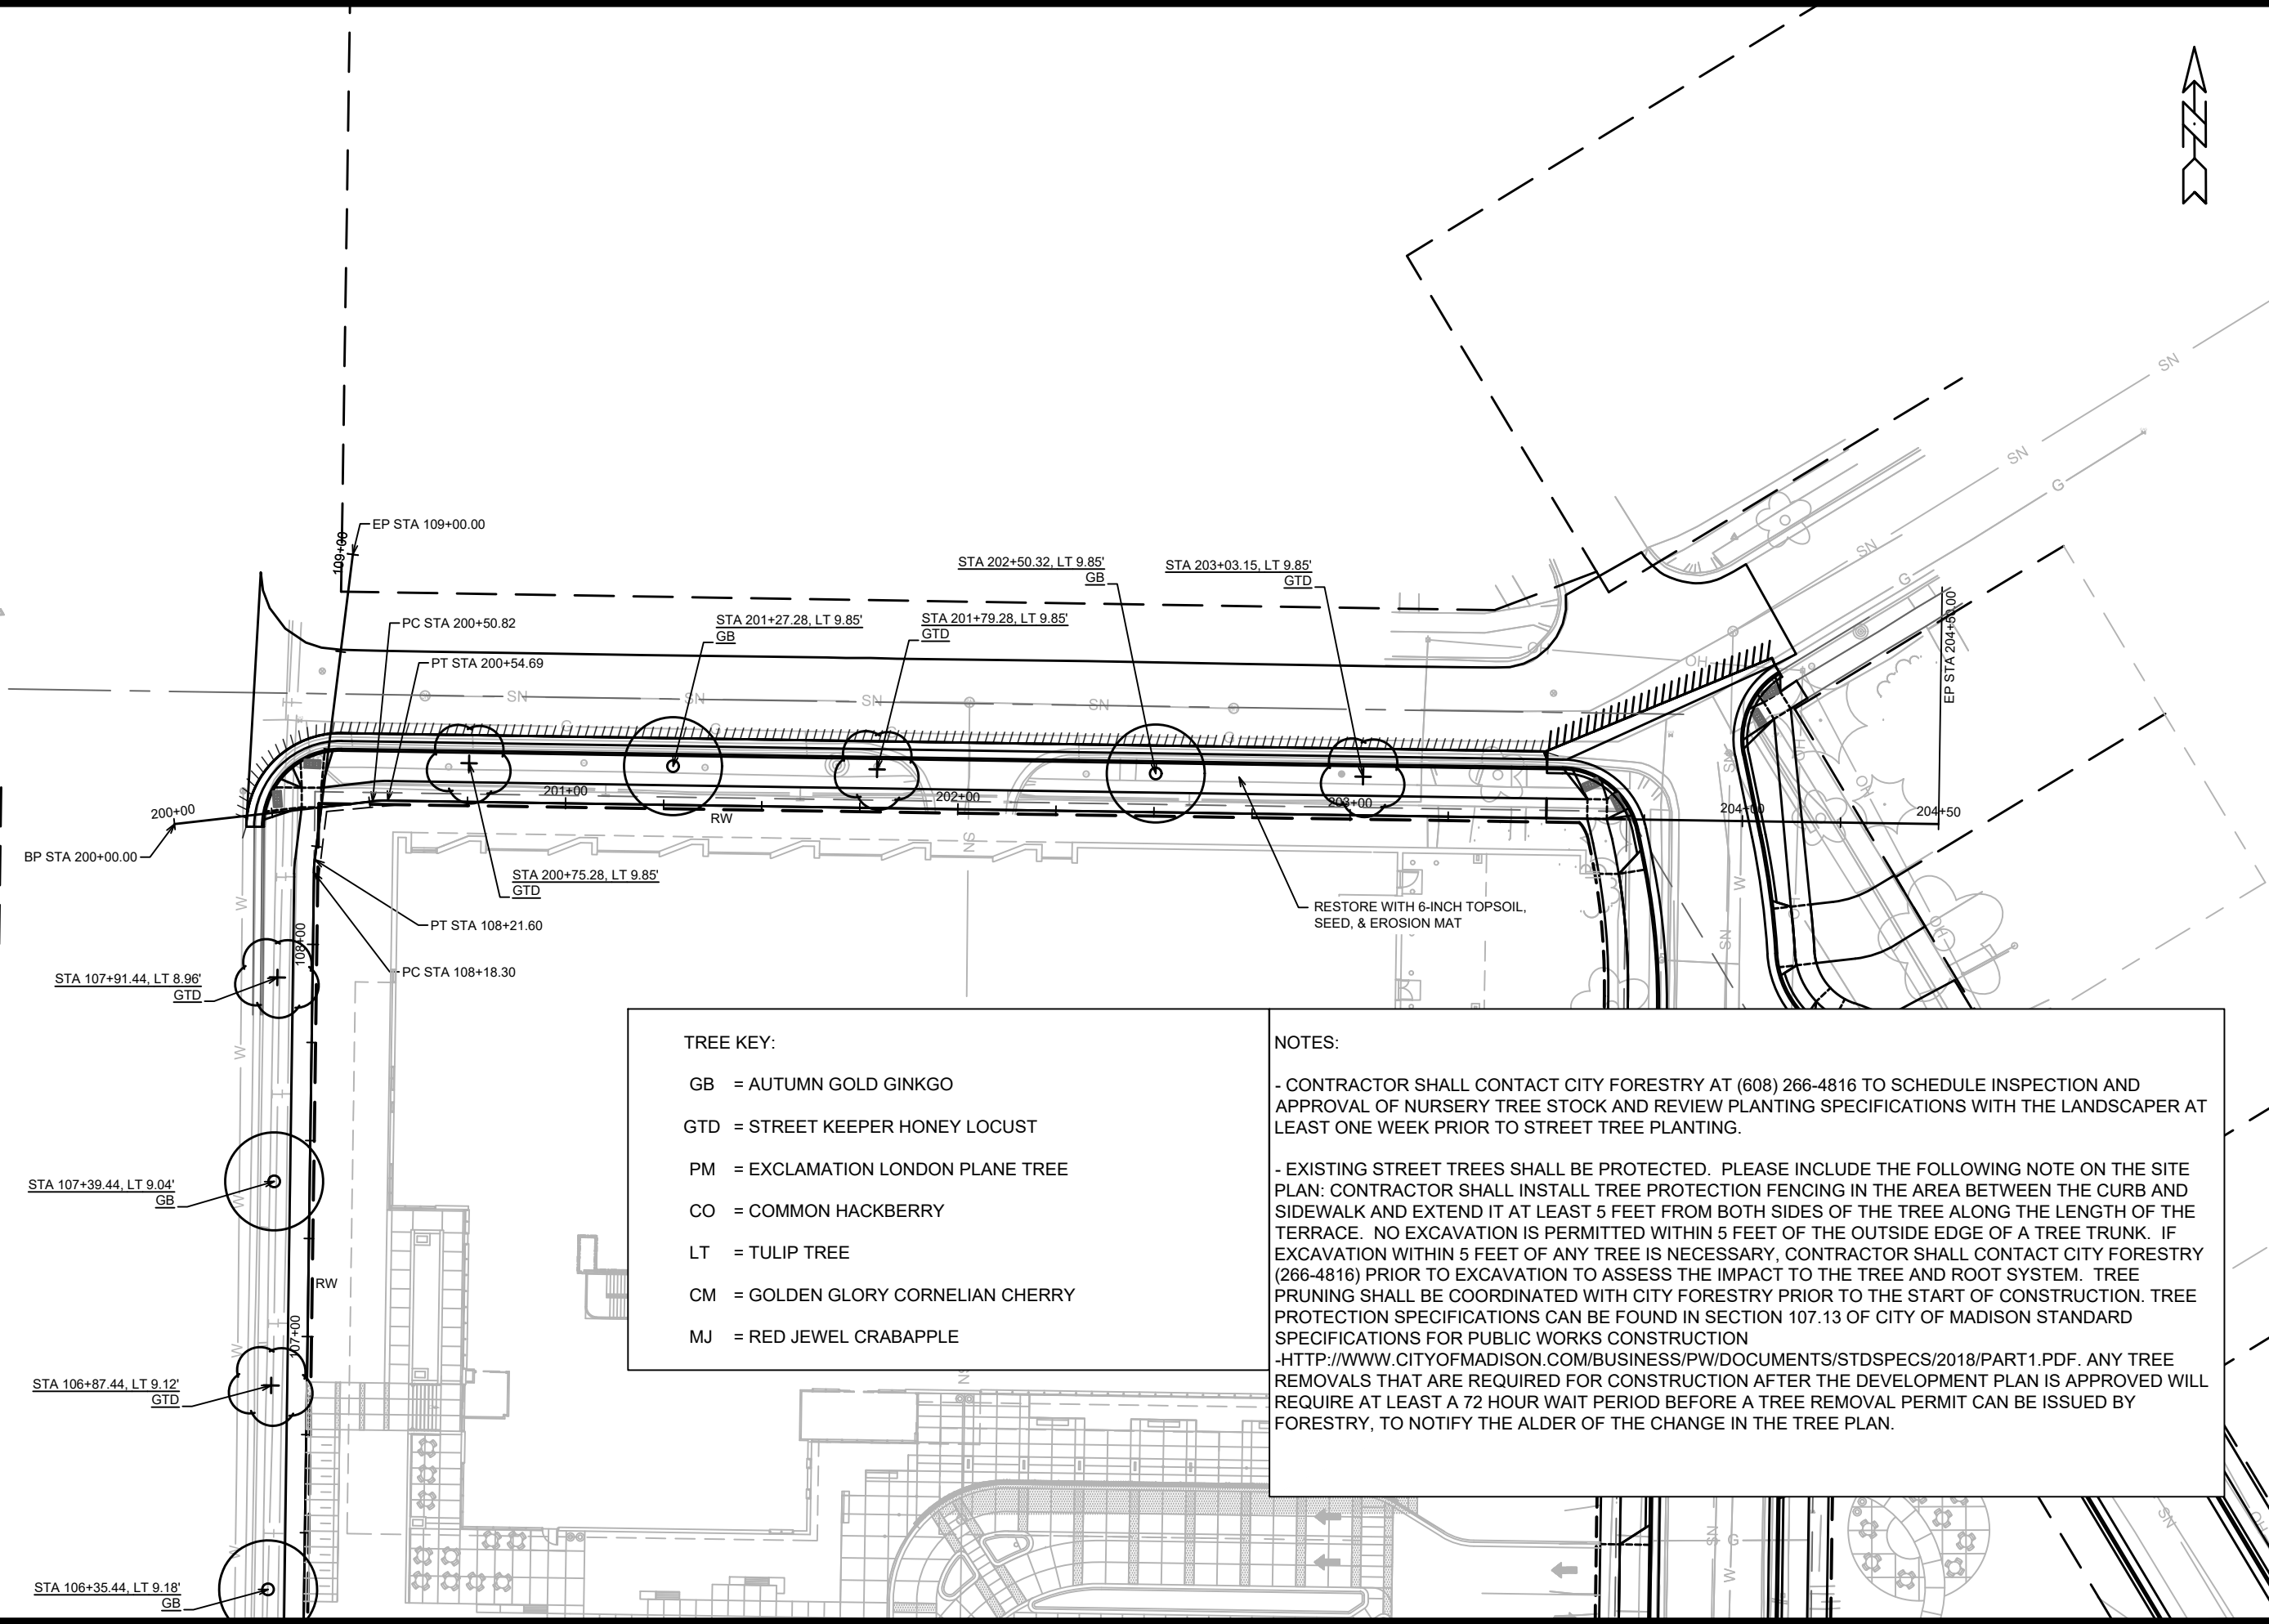 N
EP STA 109+00.00
109+00
STA 202+50.32, LT 9.85'
GB
STA 203+03.15, LT 9.85'
GTD
STA 201+27.28, LT 9.85'
GB
STA 201+79.28, LT 9.85'
GTD
PC STA 200+50.82
PT STA 200+54.69
EP STA 204+50.00
SN
SN
SN
G
SN
G
OH
OH
SN
SN
SN
SN
G
G
G
200+00
BP STA 200+00.00
201+00
202+00
203+00
204+00
204+50
RW
SN
SN
OH
OH
W
SN
OH
STA 200+75.28, LT 9.85'
GTD
RESTORE WITH 6-INCH TOPSOIL,
SEED, & EROSION MAT
PT STA 108+21.60
PC STA 108+18.30
108+00
W
STA 107+91.44, LT 8.96'
GTD
W
W
STA 107+39.44, LT 9.04'
GB
RW
107+00
W
STA 106+87.44, LT 9.12'
GTD
W
STA 106+35.44, LT 9.18'
GB
TREE KEY:
GB = AUTUMN GOLD GINKGO
GTD = STREET KEEPER HONEY LOCUST
PM = EXCLAMATION LONDON PLANE TREE
CO = COMMON HACKBERRY
LT = TULIP TREE
CM = GOLDEN GLORY CORNELIAN CHERRY
MJ = RED JEWEL CRABAPPLE
NOTES:
- CONTRACTOR SHALL CONTACT CITY FORESTRY AT (608) 266-4816 TO SCHEDULE INSPECTION AND
APPROVAL OF NURSERY TREE STOCK AND REVIEW PLANTING SPECIFICATIONS WITH THE LANDSCAPER AT
LEAST ONE WEEK PRIOR TO STREET TREE PLANTING.
- EXISTING STREET TREES SHALL BE PROTECTED. PLEASE INCLUDE THE FOLLOWING NOTE ON THE SITE
PLAN: CONTRACTOR SHALL INSTALL TREE PROTECTION FENCING IN THE AREA BETWEEN THE CURB AND
SIDEWALK AND EXTEND IT AT LEAST 5 FEET FROM BOTH SIDES OF THE TREE ALONG THE LENGTH OF THE
TERRACE. NO EXCAVATION IS PERMITTED WITHIN 5 FEET OF THE OUTSIDE EDGE OF A TREE TRUNK. IF
EXCAVATION WITHIN 5 FEET OF ANY TREE IS NECESSARY, CONTRACTOR SHALL CONTACT CITY FORESTRY
(266-4816) PRIOR TO EXCAVATION TO ASSESS THE IMPACT TO THE TREE AND ROOT SYSTEM. TREE
PRUNING SHALL BE COORDINATED WITH CITY FORESTRY PRIOR TO THE START OF CONSTRUCTION. TREE
PROTECTION SPECIFICATIONS CAN BE FOUND IN SECTION 107.13 OF CITY OF MADISON STANDARD
SPECIFICATIONS FOR PUBLIC WORKS CONSTRUCTION
-HTTP://WWW.CITYOFMADISON.COM/BUSINESS/PW/DOCUMENTS/STDSPECS/2018/PART1.PDF. ANY TREE
REMOVALS THAT ARE REQUIRED FOR CONSTRUCTION AFTER THE DEVELOPMENT PLAN IS APPROVED WILL
REQUIRE AT LEAST A 72 HOUR WAIT PERIOD BEFORE A TREE REMOVAL PERMIT CAN BE ISSUED BY
FORESTRY, TO NOTIFY THE ALDER OF THE CHANGE IN THE TREE PLAN.
SN
G
W
SN
OH